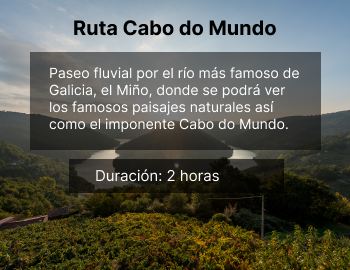 Ruta Cabo do Mundo
Paseo fluvial por el río más famoso de
Galicia, el Miño, donde se podrá ver
los famosos paisajes naturales así
como el imponente Cabo do Mundo.
Duración: 2 horas